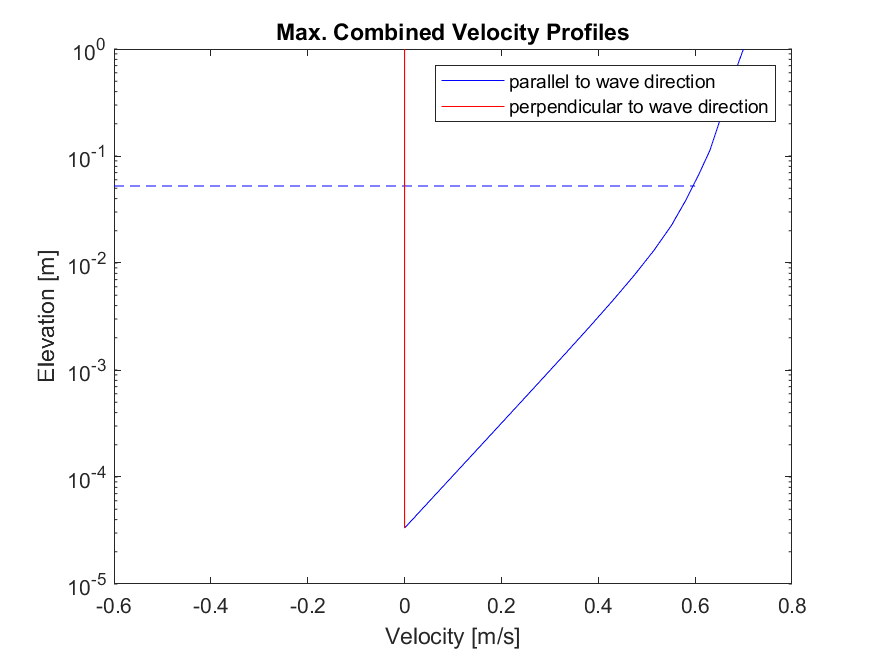 Max. Combined Velocity Profiles
10^0
parallel to wave direction
perpendicular to wave direction
10^-1
10^-2
Elevation [m]
10^-3
10^-4
10^-5
-0.6 -0.4 -0.2 0 0.2 0.4 0.6 0.8
Velocity [m/s]